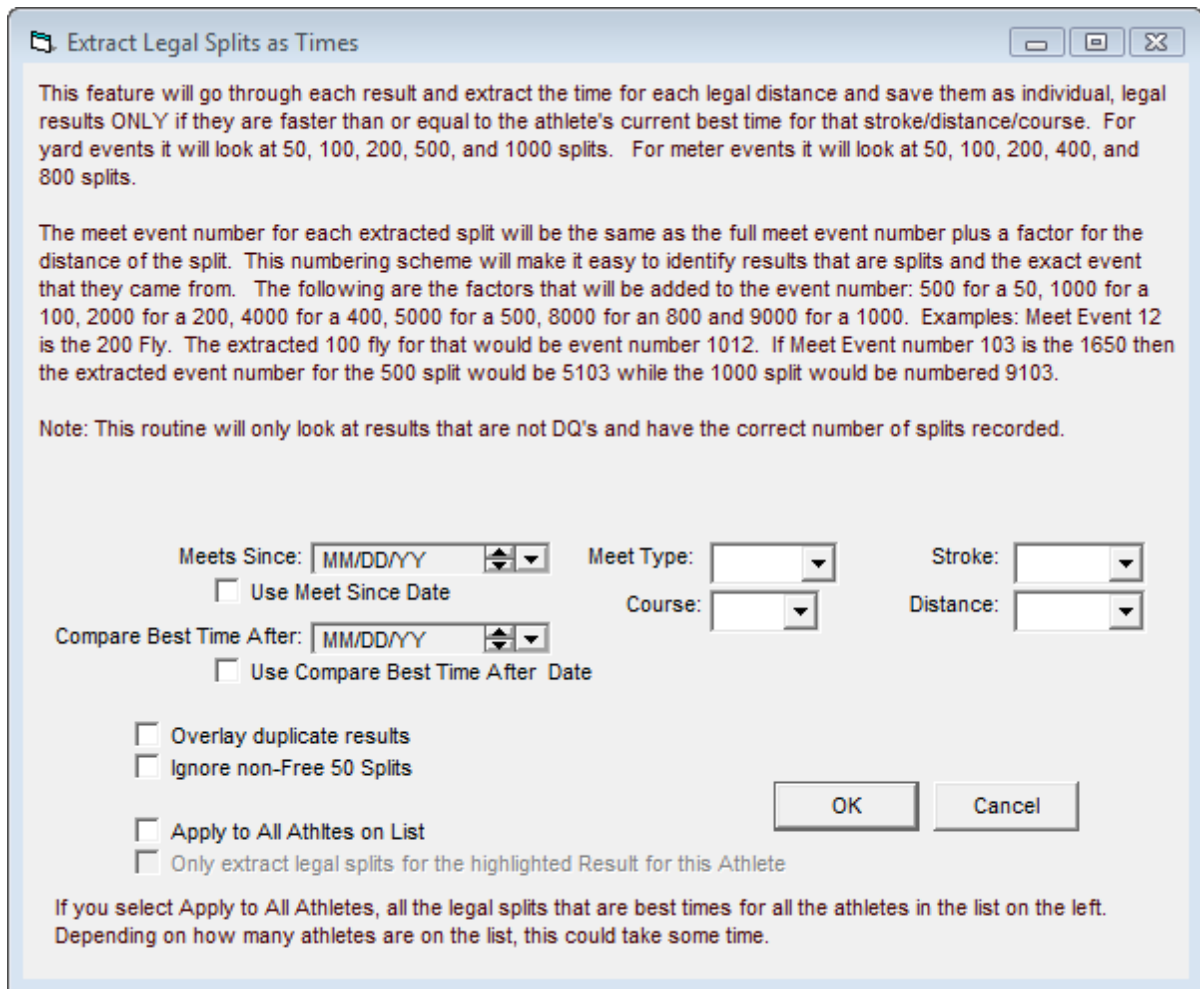 Extract Legal Splits as Times
This feature will go through each result and extract the time for each legal distance and save them as individual, legal
results ONLY if they are faster than or equal to the athlete's current best time for that stroke/distance/course. For
yard events it will look at 50, 100, 200, 500, and 1000 splits. For meter events it will look at 50, 100, 200, 400, and
800 splits.
The meet event number for each extracted split will be the same as the full meet event number plus a factor for the
distance of the split. This numbering scheme will make it easy to identify results that are splits and the exact event
that they came from. The following are the factors that will be added to the event number: 500 for a 50, 1000 for a
100, 2000 for a 200, 4000 for a 400, 5000 for a 500, 8000 for an 800 and 9000 for a 1000. Examples: Meet Event 12
is the 200 Fly. The extracted 100 fly for that would be event number 1012. If Meet Event number 103 is the 1650 then
the extracted event number for the 500 split would be 5103 while the 1000 split would be numbered 9103.
Note: This routine will only look at results that are not DQ's and have the correct number of splits recorded.
Meets Since: MM/DD/YY Meet Type: Stroke:
Use Meet Since Date
Course: Distance:
Compare Best Time After: MM/DD/YY
Use Compare Best Time After Date
Overlay duplicate results
Ignore non-Free 50 Splits
OK Cancel
Apply to All Athltes on List
Only extract legal splits for the highlighted Result for this Athlete
If you select Apply to All Athletes, all the legal splits that are best times for all the athletes in the list on the left.
Depending on how many athletes are on the list, this could take some time.